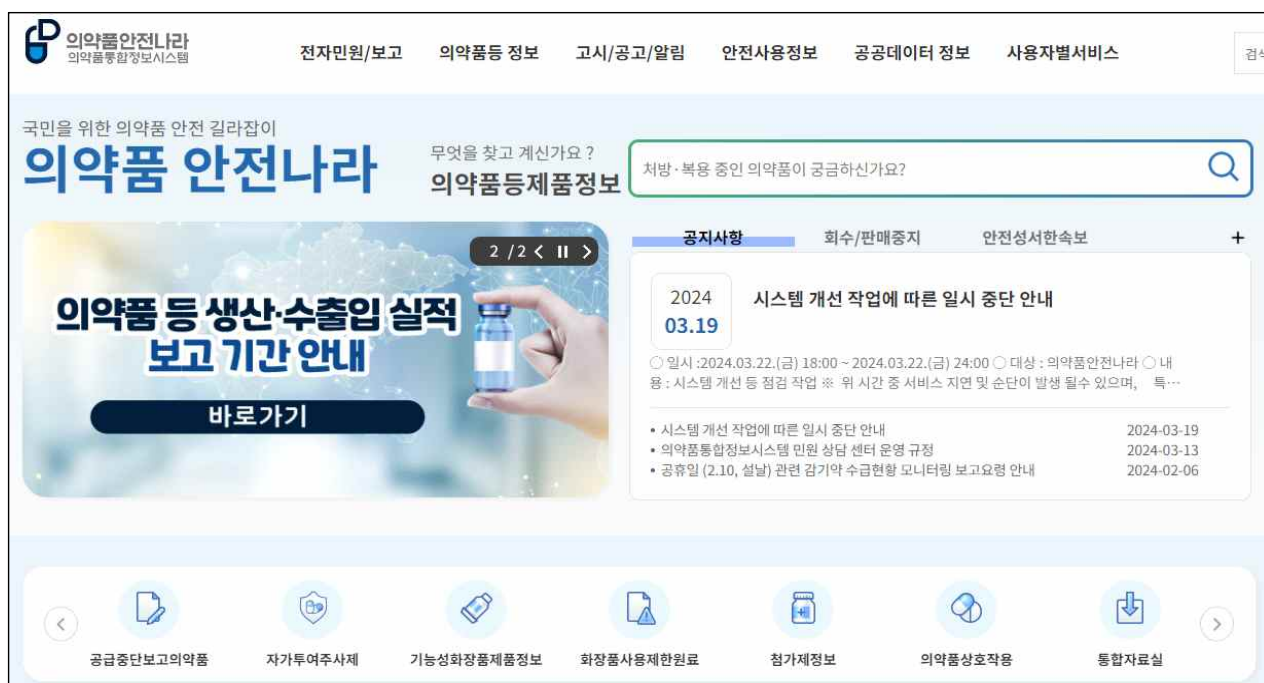 의약품안전나라
의약품통합정보시스템
전자민원/보고
의약품등 정보
고시/공고/알림
안전사용정보
공공데이터 정보
사용자별서비스
국민을 위한 의약품 안전 길라잡이
의약품 안전나라
무엇을 찾고 계신가요 ?
의약품등제품정보
처방·복용 중인 의약품이 궁금하신가요?
2 / 2
의약품 등 생산·수출입 실적
보고 기간 안내
바로가기
공지사항
회수/판매중지
안전성서한속보
+
2024
03.19
시스템 개선 작업에 따른 일시 중단 안내
○ 일시 :2024.03.22.(금) 18:00 ~ 2024.03.22.(금) 24:00 ○ 대상 : 의약품안전나라 ○ 내
용 : 시스템 개선 등 점검 작업 ※ 위 시간 중 서비스 지연 및 순단이 발생 될수 있으며, 특…
• 시스템 개선 작업에 따른 일시 중단 안내 2024-03-19
• 의약품통합정보시스템 민원 상담 센터 운영 규정 2024-03-13
• 공휴일 (2.10, 설날) 관련 감기약 수급현황 모니터링 보고요령 안내 2024-02-06
공급중단보고의약품
자가투여주사제
기능성화장품제품정보
화장품사용제한원료
첨가제정보
의약품상호작용
통합자료실